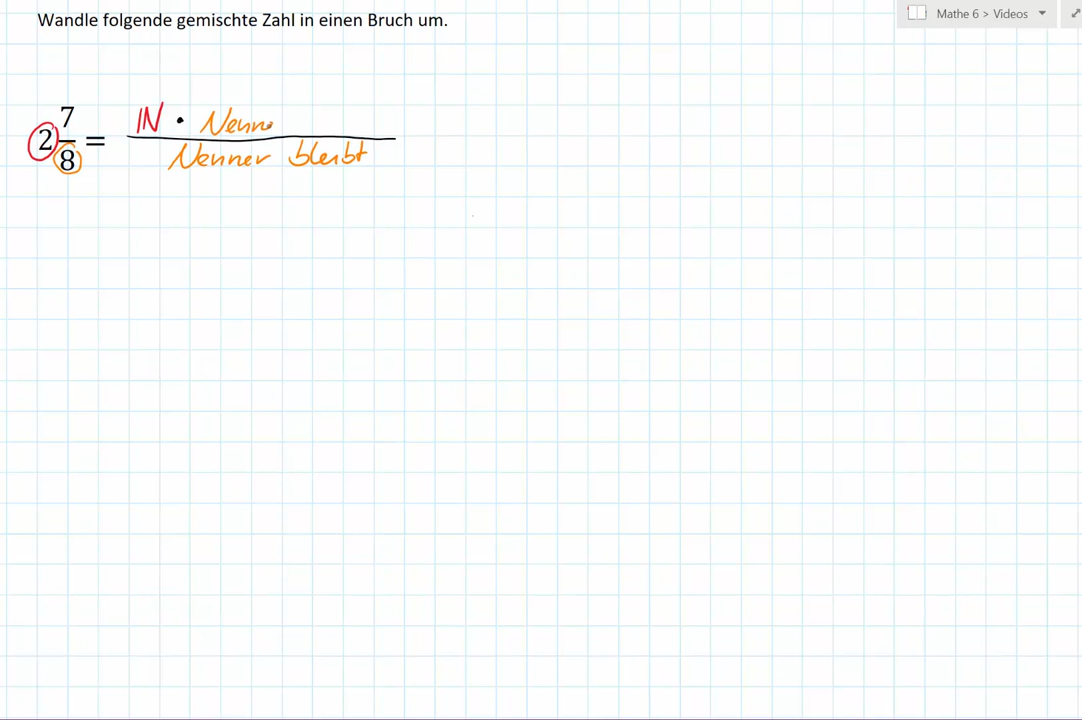 Wandle folgende gemischte Zahl in einen Bruch um.
Mathe 6 > Videos
2 7/8 = IN · Nenn
Nenner bleibt